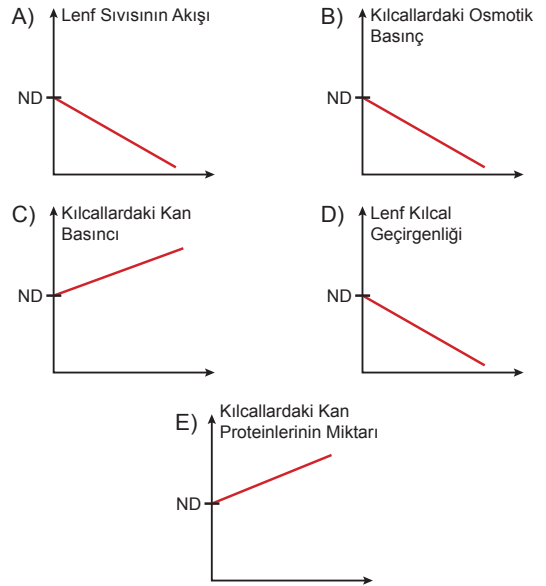 A) Lenf Sıvısının Akışı
ND
B) Kılcallardaki Osmotik
Basınç
ND
C) Kılcallardaki Kan
Basıncı
ND
D) Lenf Kılcal
Geçirgenliği
ND
E) Kılcallardaki Kan
Proteinlerinin Miktarı
ND